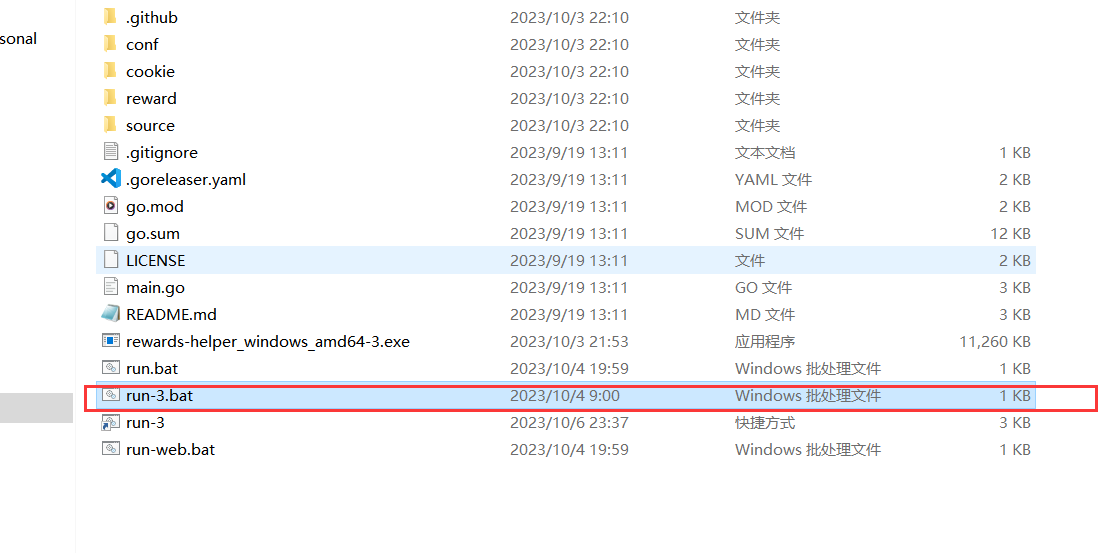 .github 2023/10/3 22:10 文件夹
sonal conf 2023/10/3 22:10 文件夹
cookie 2023/10/3 22:10 文件夹
reward 2023/10/3 22:10 文件夹
source 2023/10/3 22:10 文件夹
.gitignore 2023/9/19 13:11 文本文档 1 KB
.goreleaser.yaml 2023/9/19 13:11 YAML 文件 2 KB
go.mod 2023/9/19 13:11 MOD 文件 2 KB
go.sum 2023/9/19 13:11 SUM 文件 12 KB
LICENSE 2023/9/19 13:11 文件 2 KB
main.go 2023/9/19 13:11 GO 文件 3 KB
README.md 2023/9/19 13:11 MD 文件 3 KB
rewards-helper_windows_amd64-3.exe 2023/10/3 21:53 应用程序 11,260 KB
run.bat 2023/10/4 19:59 Windows 批处理文件 1 KB
run-3.bat 2023/10/4 9:00 Windows 批处理文件 1 KB
run-3 2023/10/6 23:37 快捷方式 3 KB
run-web.bat 2023/10/4 19:59 Windows 批处理文件 1 KB